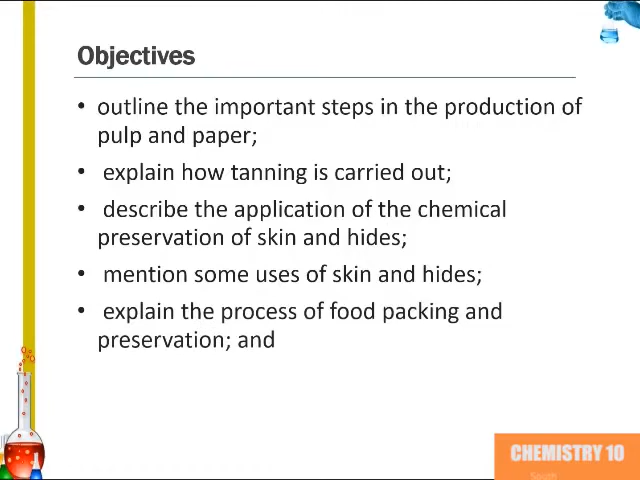 Objectives
• outline the important steps in the production of
pulp and paper;
• explain how tanning is carried out;
• describe the application of the chemical
preservation of skin and hides;
• mention some uses of skin and hides;
• explain the process of food packing and
preservation; and
CHEMISTRY 10